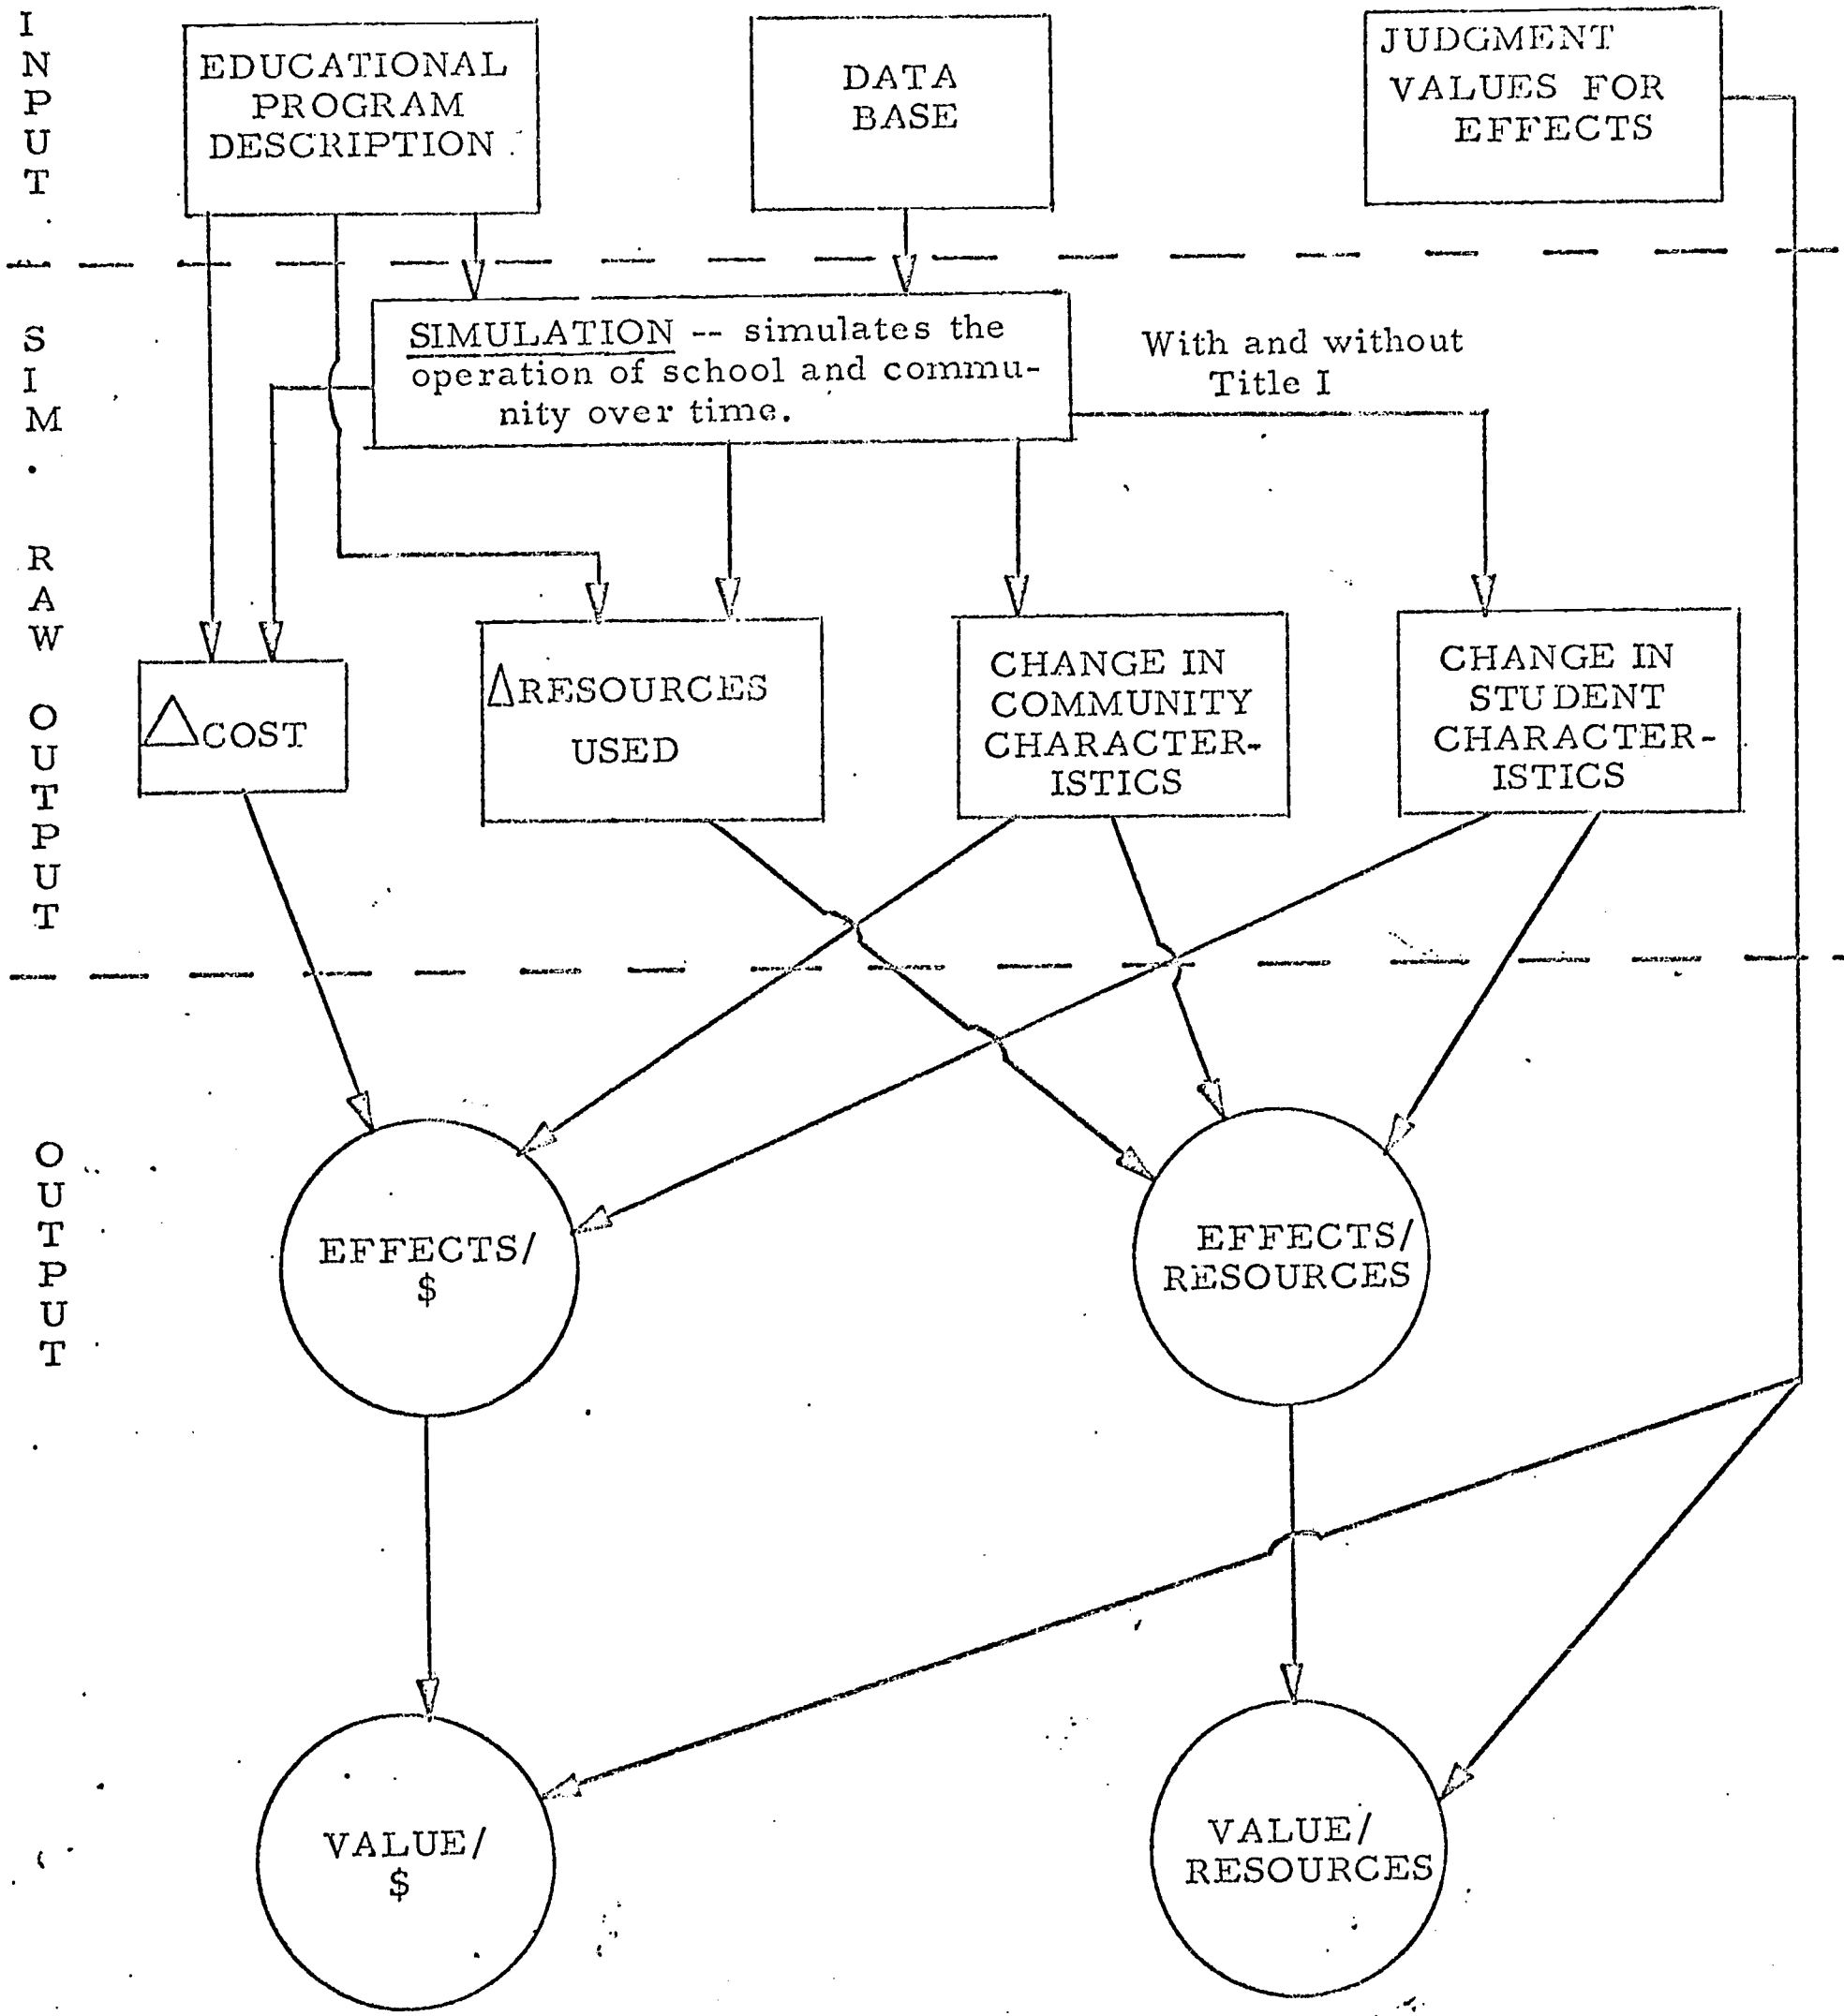 INPUT
EDUCATIONAL
PROGRAM
DESCRIPTION
DATA
BASE
JUDGMENT
VALUES FOR
EFFECTS
SIM. RAW OUTPUT
SIMULATION -- simulates the
operation of school and commu-
nity over time.
With and without
Title I
△COST
△RESOURCES
USED
CHANGE IN
COMMUNITY
CHARACTER-
ISTICS
CHANGE IN
STUDENT
CHARACTER-
ISTICS
OUTPUT
EFFECTS/
$
EFFECTS/
RESOURCES
VALUE/
$
VALUE/
RESOURCES